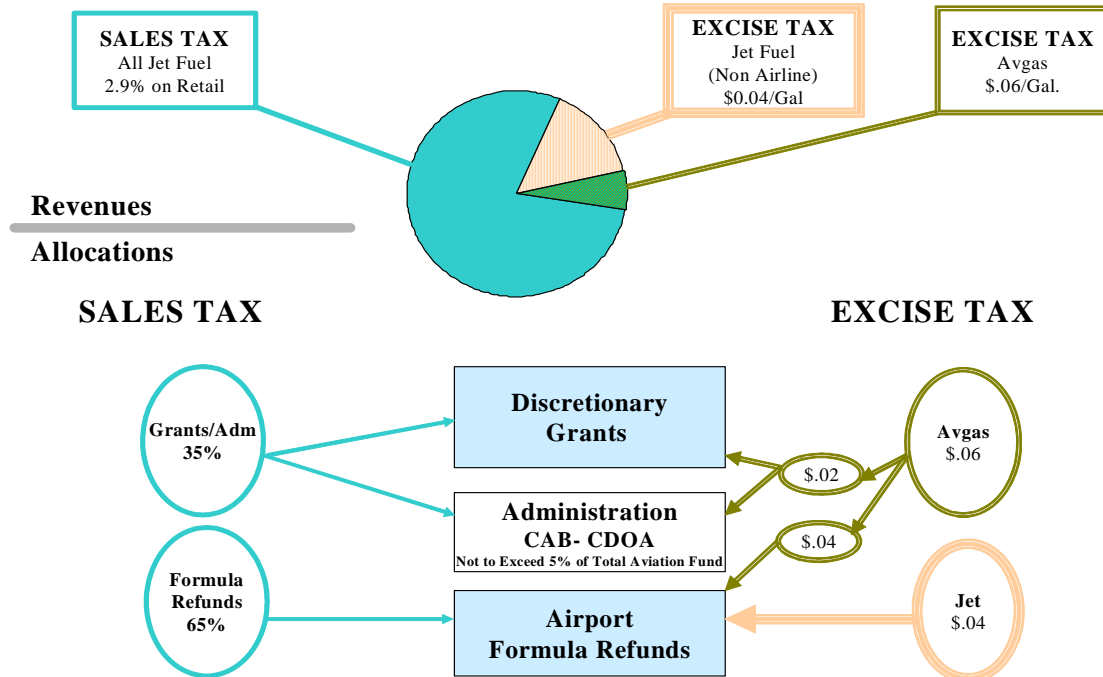 SALES TAX
All Jet Fuel
2.9% on Retail
EXCISE TAX
Jet Fuel
(Non Airline)
$0.04/Gal
EXCISE TAX
Avgas
$.06/Gal.
Revenues
Allocations
SALES TAX
EXCISE TAX
Grants/Adm
35%
Formula
Refunds
65%
Discretionary
Grants
Administration
CAB- CDOA
Not to Exceed 5% of Total Aviation Fund
Airport
Formula Refunds
$.02
$.04
Avgas
$.06
Jet
$.04